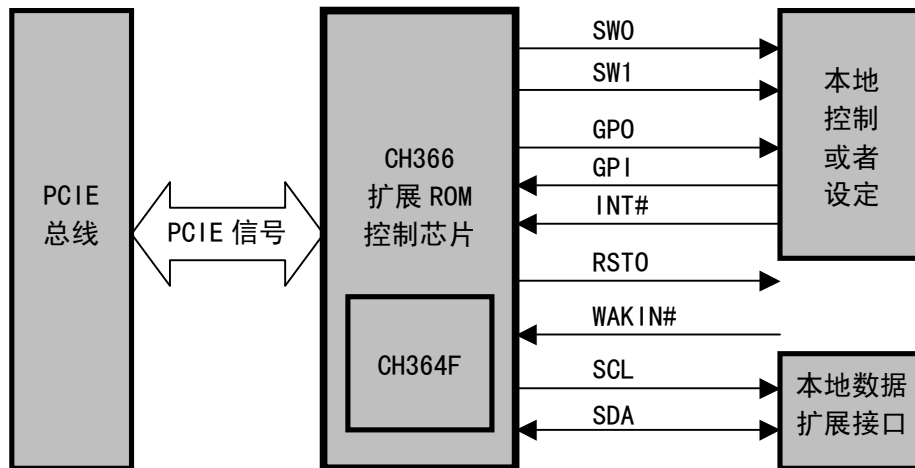 PCIE
总线
PCIE 信号
CH366
扩展 ROM
控制芯片
CH364F
SW0
SW1
GPO
GPI
INT#
RSTO
WAKIN#
SCL
SDA
本地
控制
或者
设定
本地数据
扩展接口